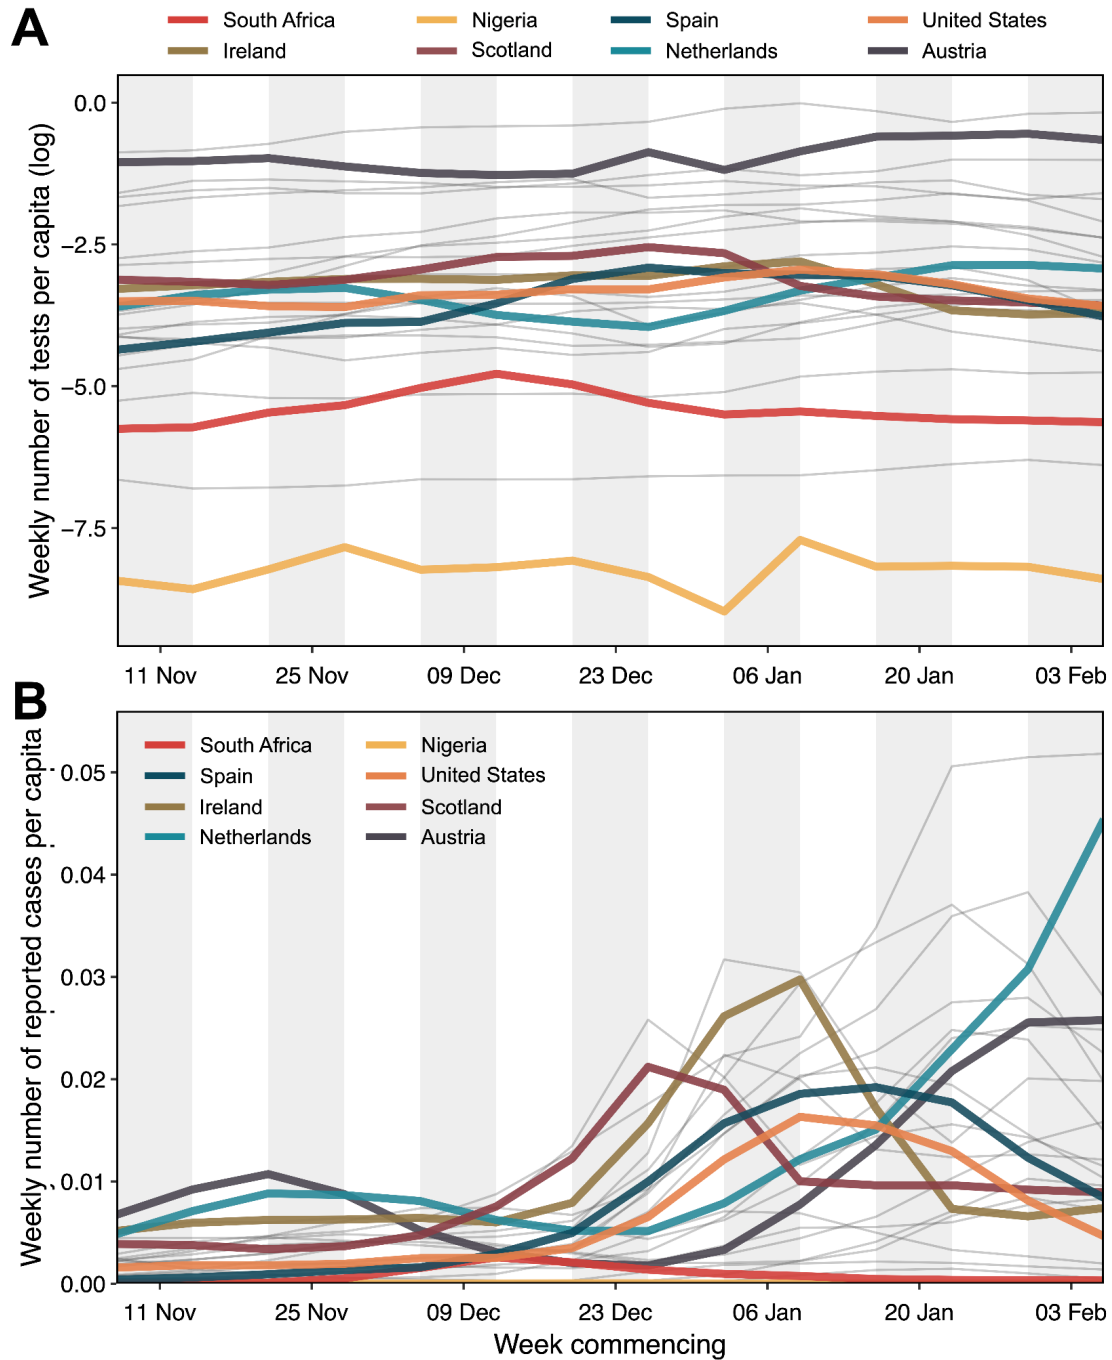 A
South Africa Nigeria Spain United States
Ireland Scotland Netherlands Austria
Weekly number of tests per capita (log)
0.0
−2.5
−5.0
−7.5
11 Nov 25 Nov 09 Dec 23 Dec 06 Jan 20 Jan 03 Feb
B
Weekly number of reported cases per capita
South Africa Nigeria
Spain United States
Ireland Scotland
Netherlands Austria
0.05
0.04
0.03
0.02
0.01
0.00
11 Nov 25 Nov 09 Dec 23 Dec 06 Jan 20 Jan 03 Feb
Week commencing